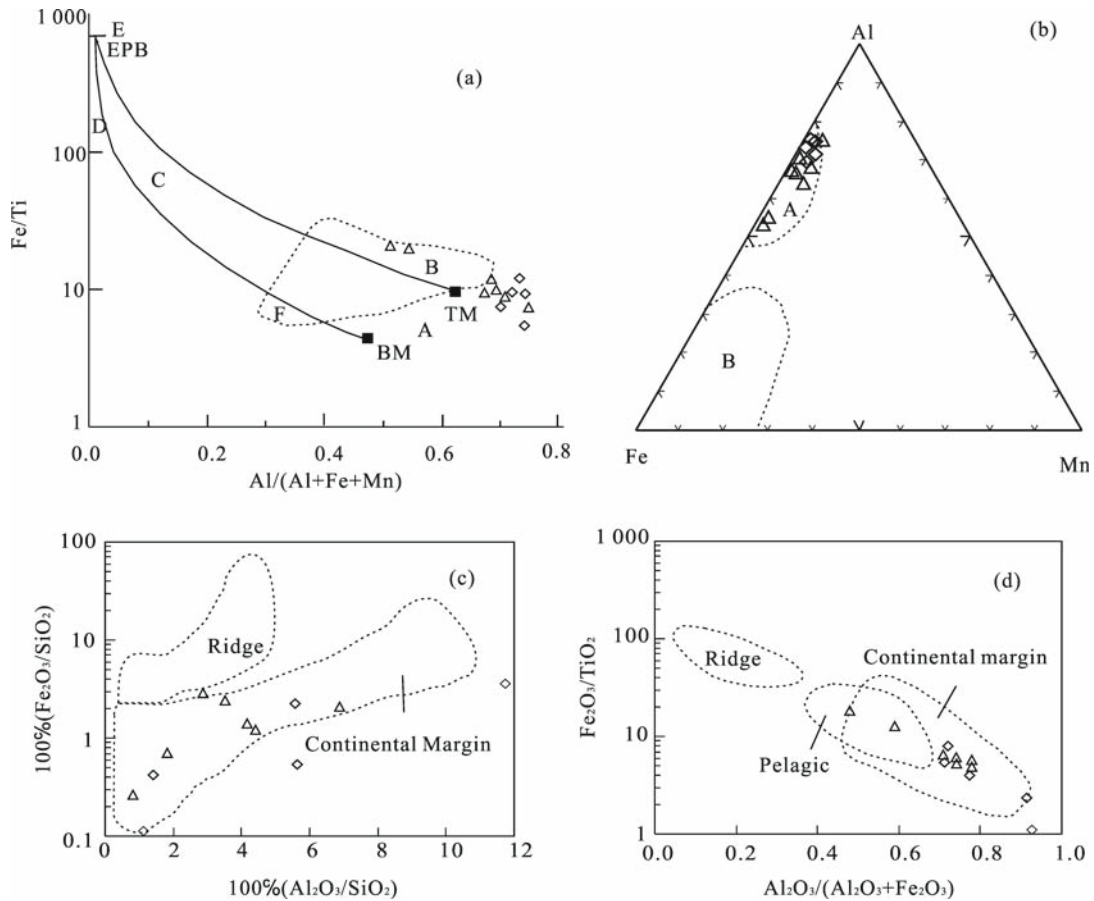 (a)
1 000
100
10
1
Fe/Ti
E
EPB
D
C
B
F
A
TM
BM
0.0
0.2
0.4
0.6
0.8
Al/(Al+Fe+Mn)
(b)
Al
A
B
Fe
Mn
(c)
100
10
1
0.1
100%(Fe₂O₃/SiO₂)
Ridge
Continental Margin
2
4
6
8
10
12
100%(Al₂O₃/SiO₂)
(d)
1 000
100
10
1
Fe₂O₃/TiO₂
Ridge
Continental margin
Pelagic
0.0
0.2
0.4
0.6
0.8
1.0
Al₂O₃/(Al₂O₃+Fe₂O₃)